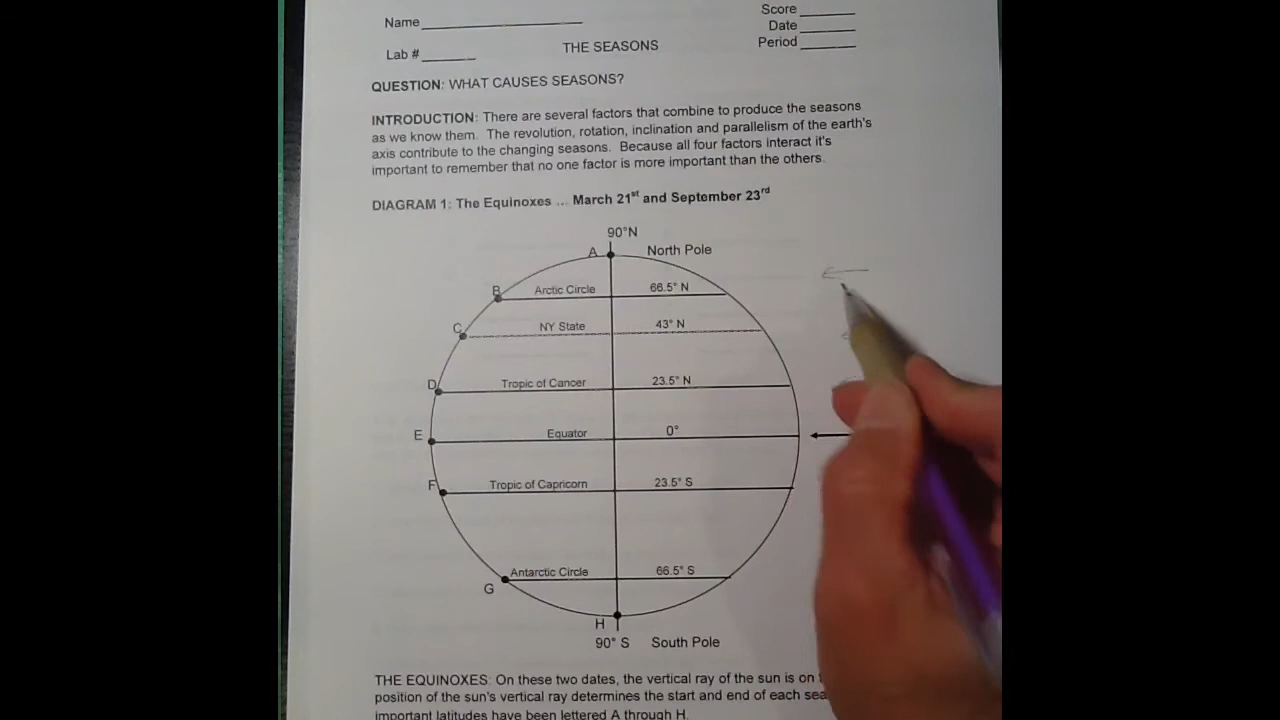 Name
Score
Date
Lab #
THE SEASONS
Period
QUESTION: WHAT CAUSES SEASONS?
INTRODUCTION: There are several factors that combine to produce the seasons
as we know them. The revolution, rotation, inclination and parallelism of the earth's
axis contribute to the changing seasons. Because all four factors interact it's
important to remember that no one factor is more important than the others.
DIAGRAM 1: The Equinoxes ... March 21st and September 23rd
90°N
A North Pole
B Arctic Circle 66.5° N
C NY State 43° N
D Tropic of Cancer 23.5° N
E Equator 0°
F Tropic of Capricorn 23.5° S
Antarctic Circle 66.5° S
G
H
90° S South Pole
THE EQUINOXES: On these two dates, the vertical ray of the sun is on
position of the sun's vertical ray determines the start and end of each
important latitudes have been lettered A through H.